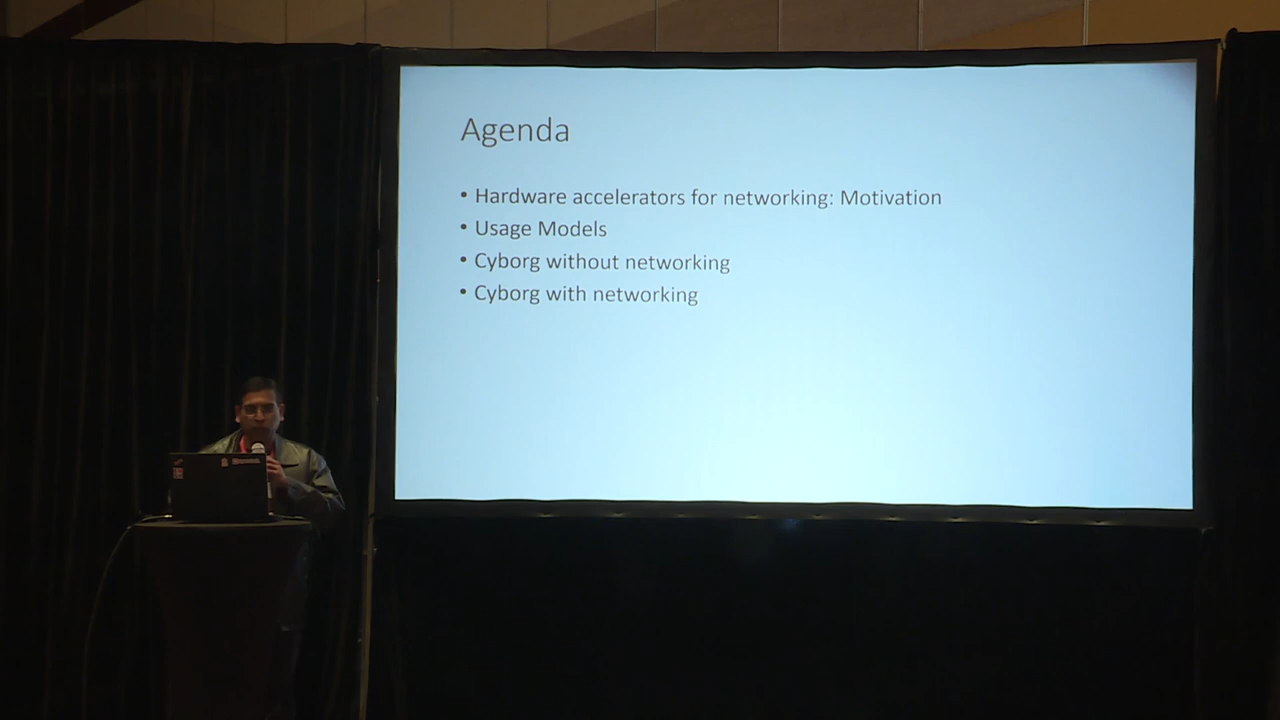 Agenda
• Hardware accelerators for networking: Motivation
• Usage Models
• Cyborg without networking
• Cyborg with networking